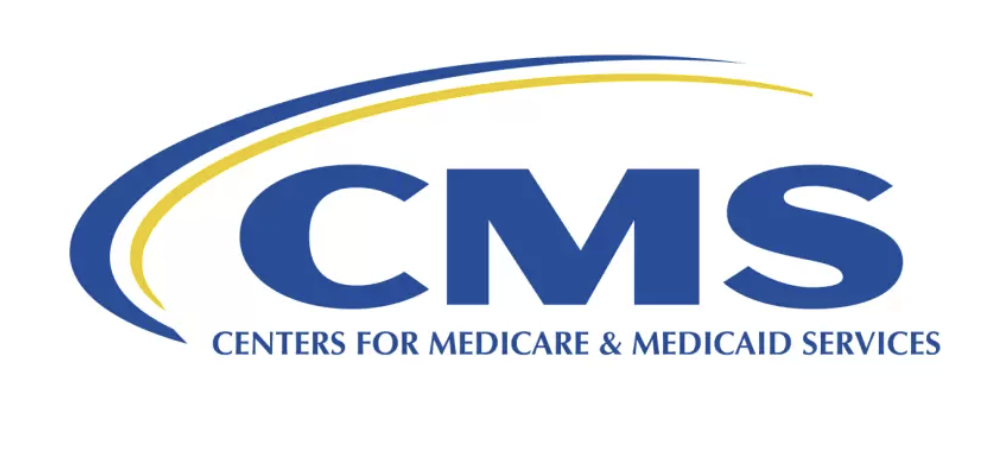 CMS
CENTERS FOR MEDICARE & MEDICAID SERVICES